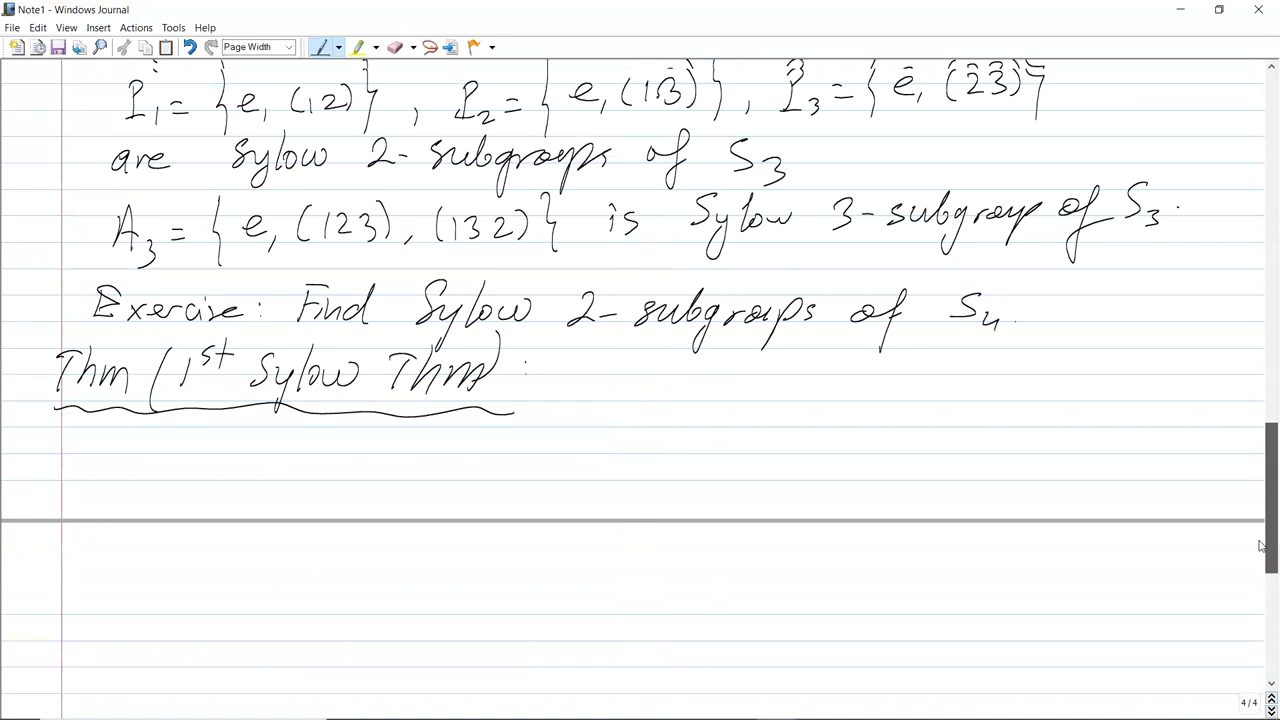 Note1 - Windows Journal
File Edit View Insert Actions Tools Help
Page Width
P₁ = {e, (12)}, P₂ = {e, (13)}, P₃ = {e, (23)}
are Sylow 2-subgroups of S₃
A₃ = {e, (123), (132)} is Sylow 3-subgroup of S₃.
Exercise: Find Sylow 2-subgroups of S₄.
Thm (1st Sylow Thm):
4/4